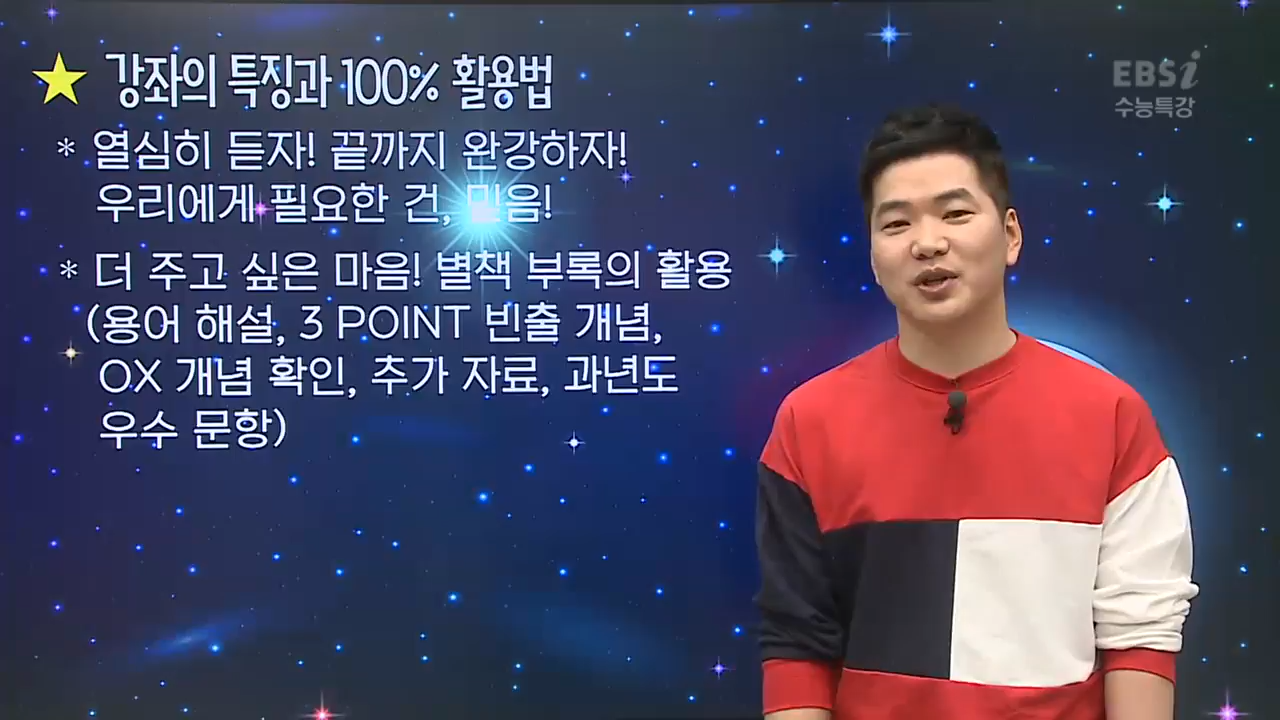 ★ 강좌의 특징과 100% 활용법
* 열심히 듣자! 끝까지 완강하자!
우리에게 필요한 건, 믿음!
* 더 주고 싶은 마음! 별책 부록의 활용
(용어 해설, 3 POINT 빈출 개념,
OX 개념 확인, 추가 자료, 과년도
우수 문항)
EBSi
수능특강